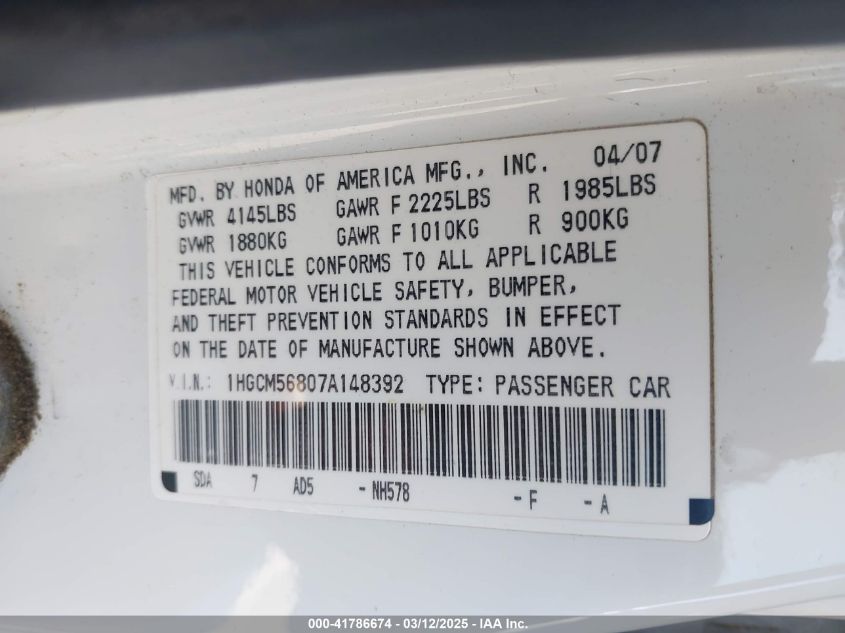 MFD. BY HONDA OF AMERICA MFG., INC. 04/07
GVWR 4145LBS GAWR F 2225LBS R 1985LBS
GVWR 1880KG GAWR F 1010KG R 900KG
THIS VEHICLE CONFORMS TO ALL APPLICABLE
FEDERAL MOTOR VEHICLE SAFETY, BUMPER,
AND THEFT PREVENTION STANDARDS IN EFFECT
ON THE DATE OF MANUFACTURE SHOWN ABOVE.
V.I.N.: 1HGCM56807A148392 TYPE: PASSENGER CAR
SDA 7 AD5 -NH578 -F -A
000-41786674 - 03/12/2025 - IAA Inc.